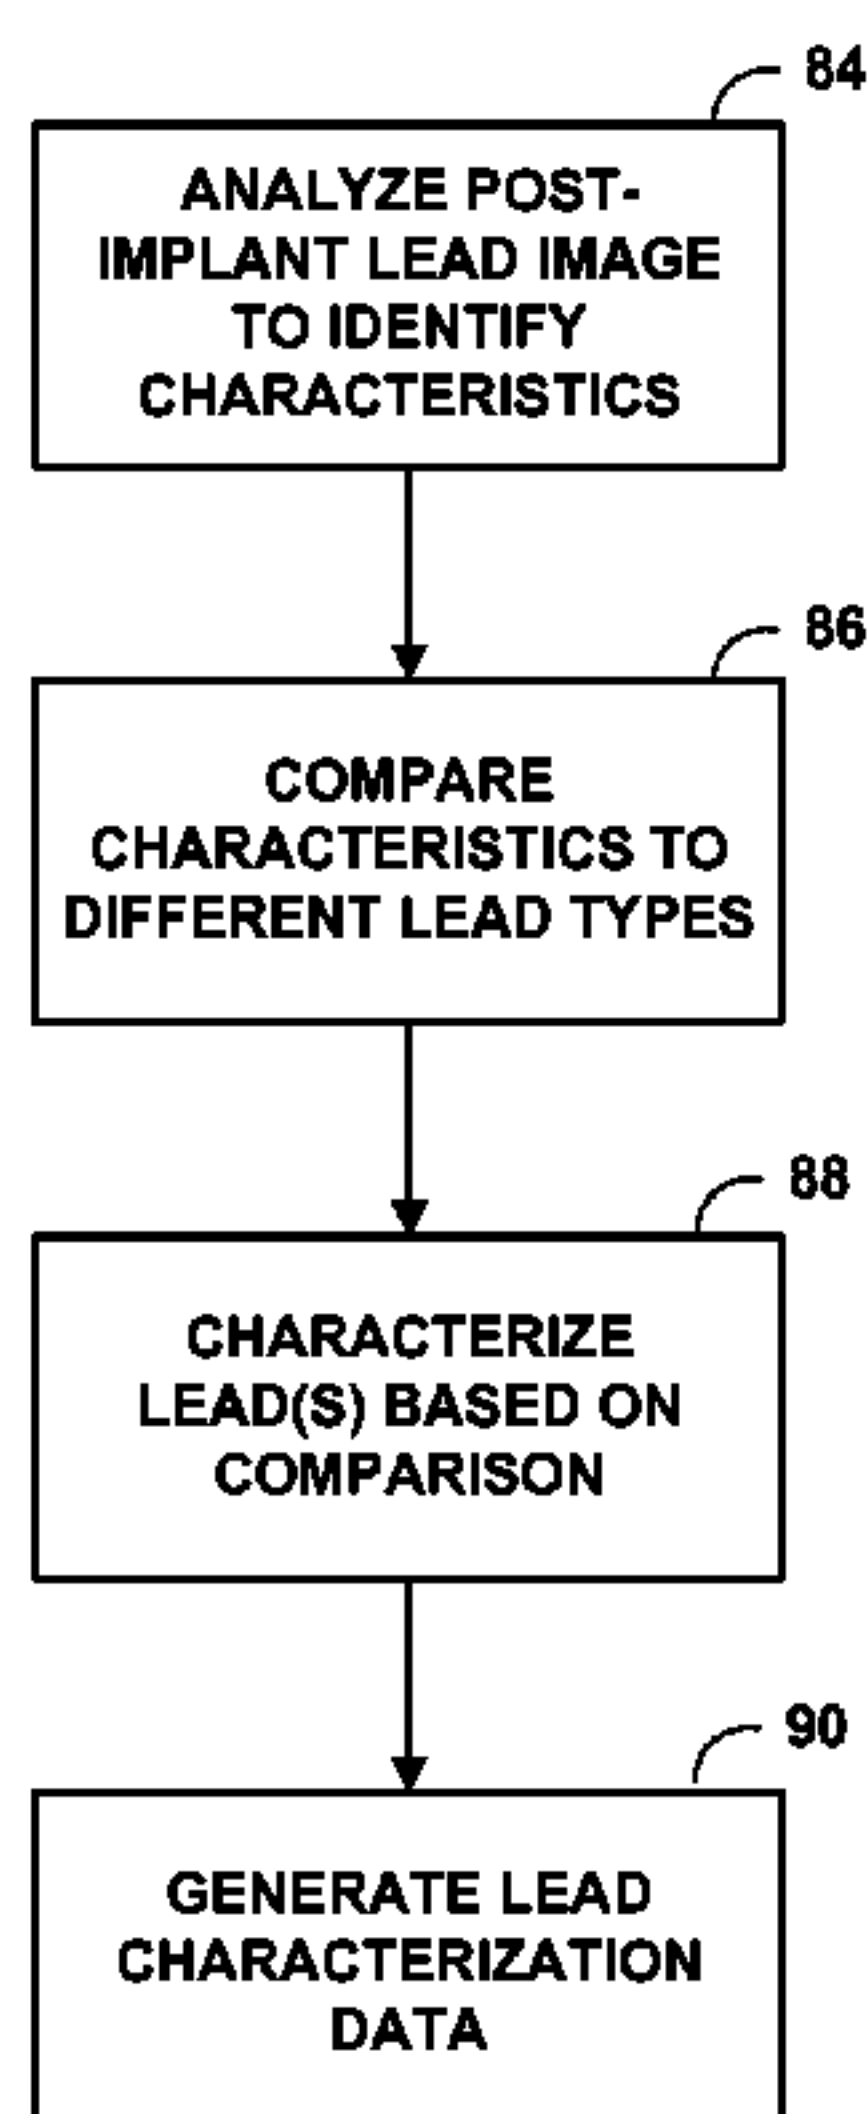 84
ANALYZE POST-
IMPLANT LEAD IMAGE
TO IDENTIFY
CHARACTERISTICS
86
COMPARE
CHARACTERISTICS TO
DIFFERENT LEAD TYPES
88
CHARACTERIZE
LEAD(S) BASED ON
COMPARISON
90
GENERATE LEAD
CHARACTERIZATION
DATA